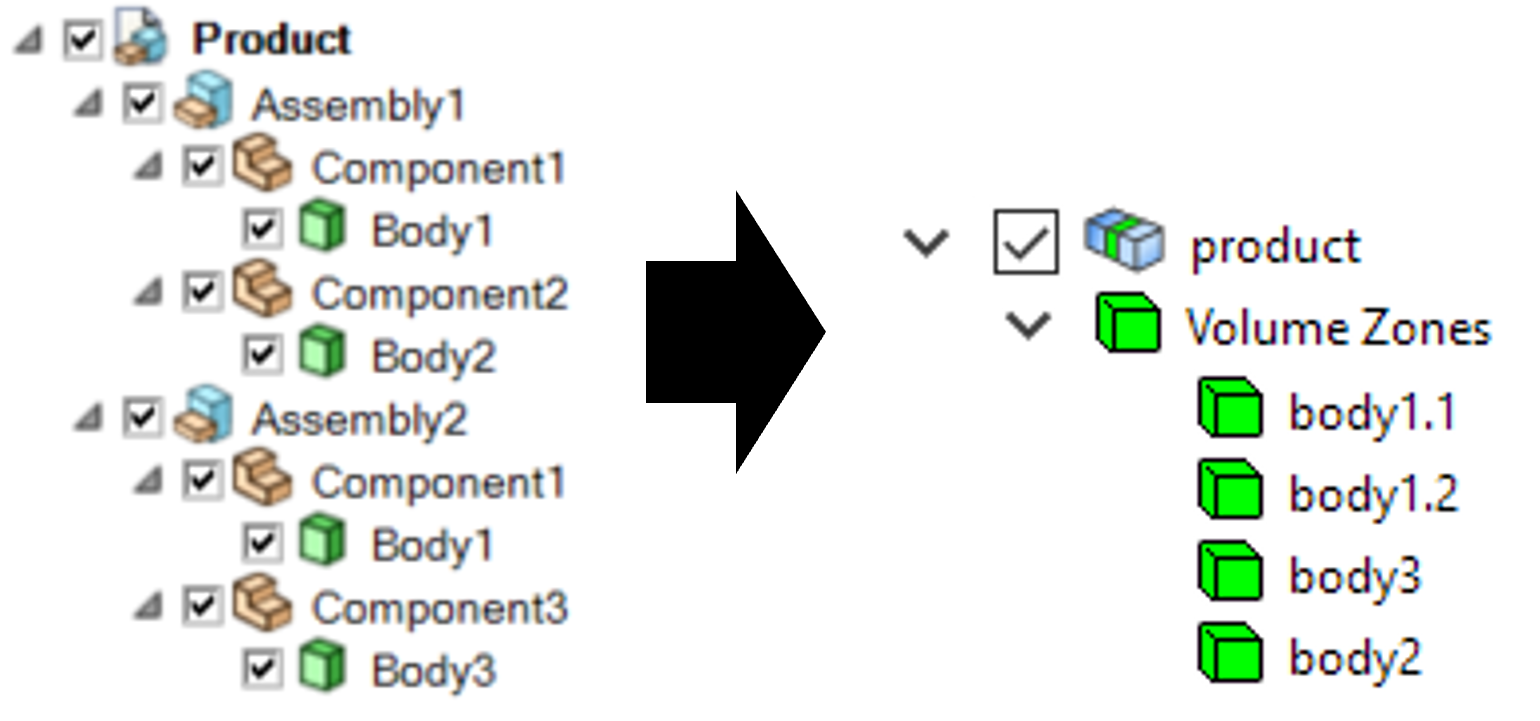 Product
Assembly1
Component1
Body1
Component2
Body2
Assembly2
Component1
Body1
Component3
Body3
product
Volume Zones
body1.1
body1.2
body3
body2